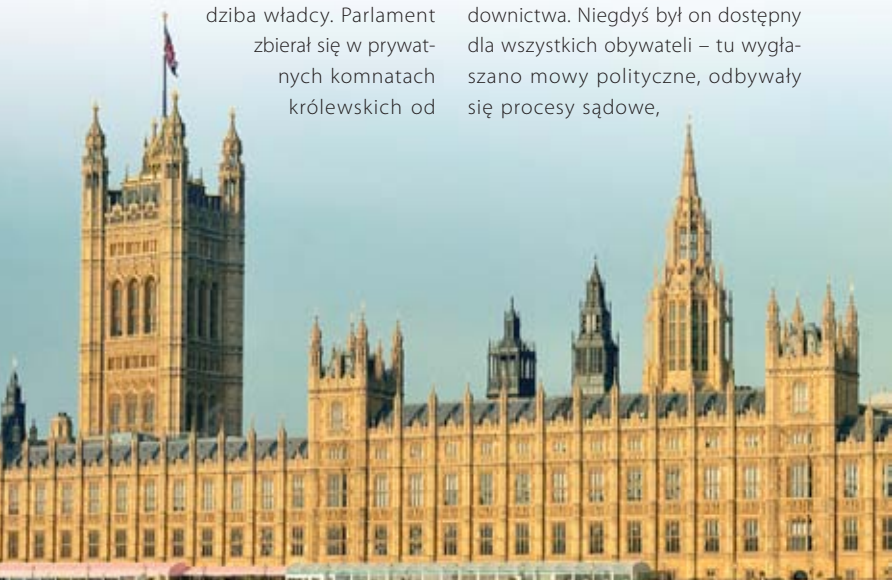 dziba władcy. Parlament
zbierał się w prywat-
nych komnatach
królewskich od
downictwa. Niegdyś był on dostępny
dla wszystkich obywateli – tu wygła-
szano mowy polityczne, odbywały
się procesy sądowe,